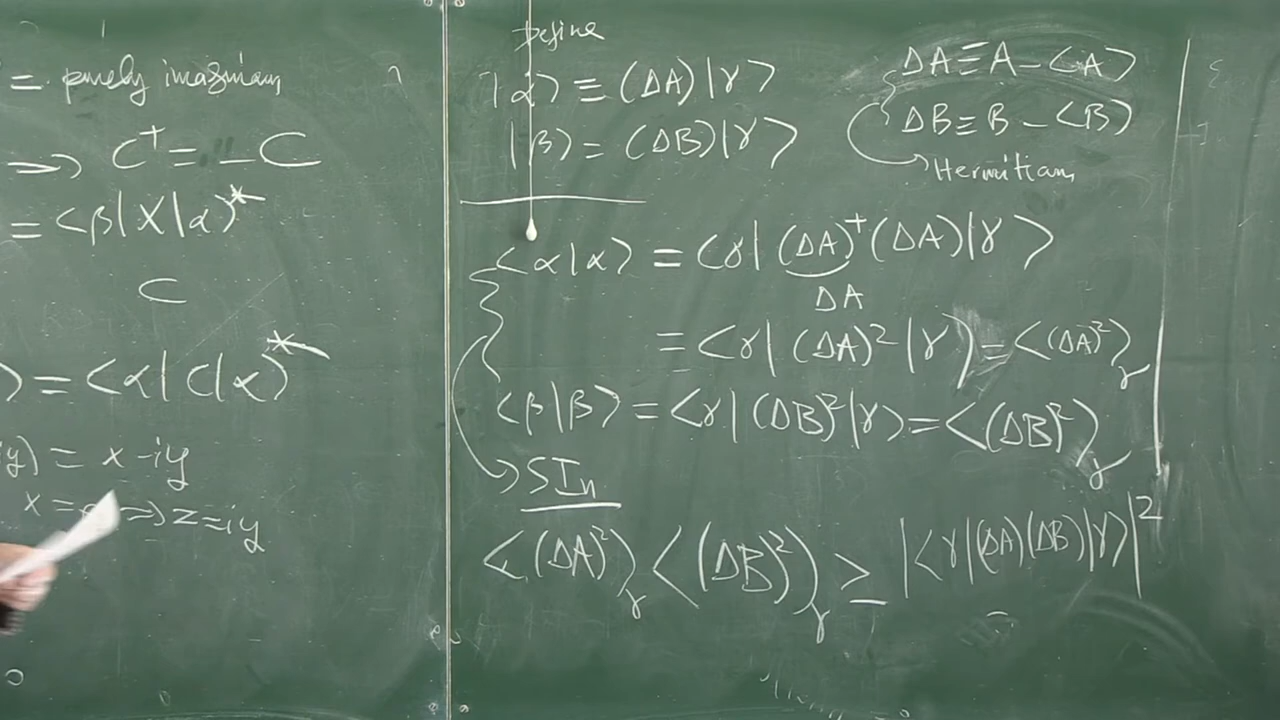 = purely imaginary
=> C† = -C
= <β|X|α)*
C
>= <α|C|α)*
iy) = x - iy
x = => z = iy
Define
|α> ≡ (ΔA)|γ>
|β> = (ΔB)|γ>
ΔA ≡ A - <A>
ΔB ≡ B - <B>
Hermitian
<α|α> = <γ|(ΔA)†(ΔA)|γ>
ΔA
= <γ|(ΔA)²|γ> = <(ΔA)²>γ
<β|β> = <γ|(ΔB)²|γ> = <(ΔB)²>γ
SIn
<(ΔA)²>γ <(ΔB)²>γ ≥ |<γ|(ΔA)(ΔB)|γ>|²